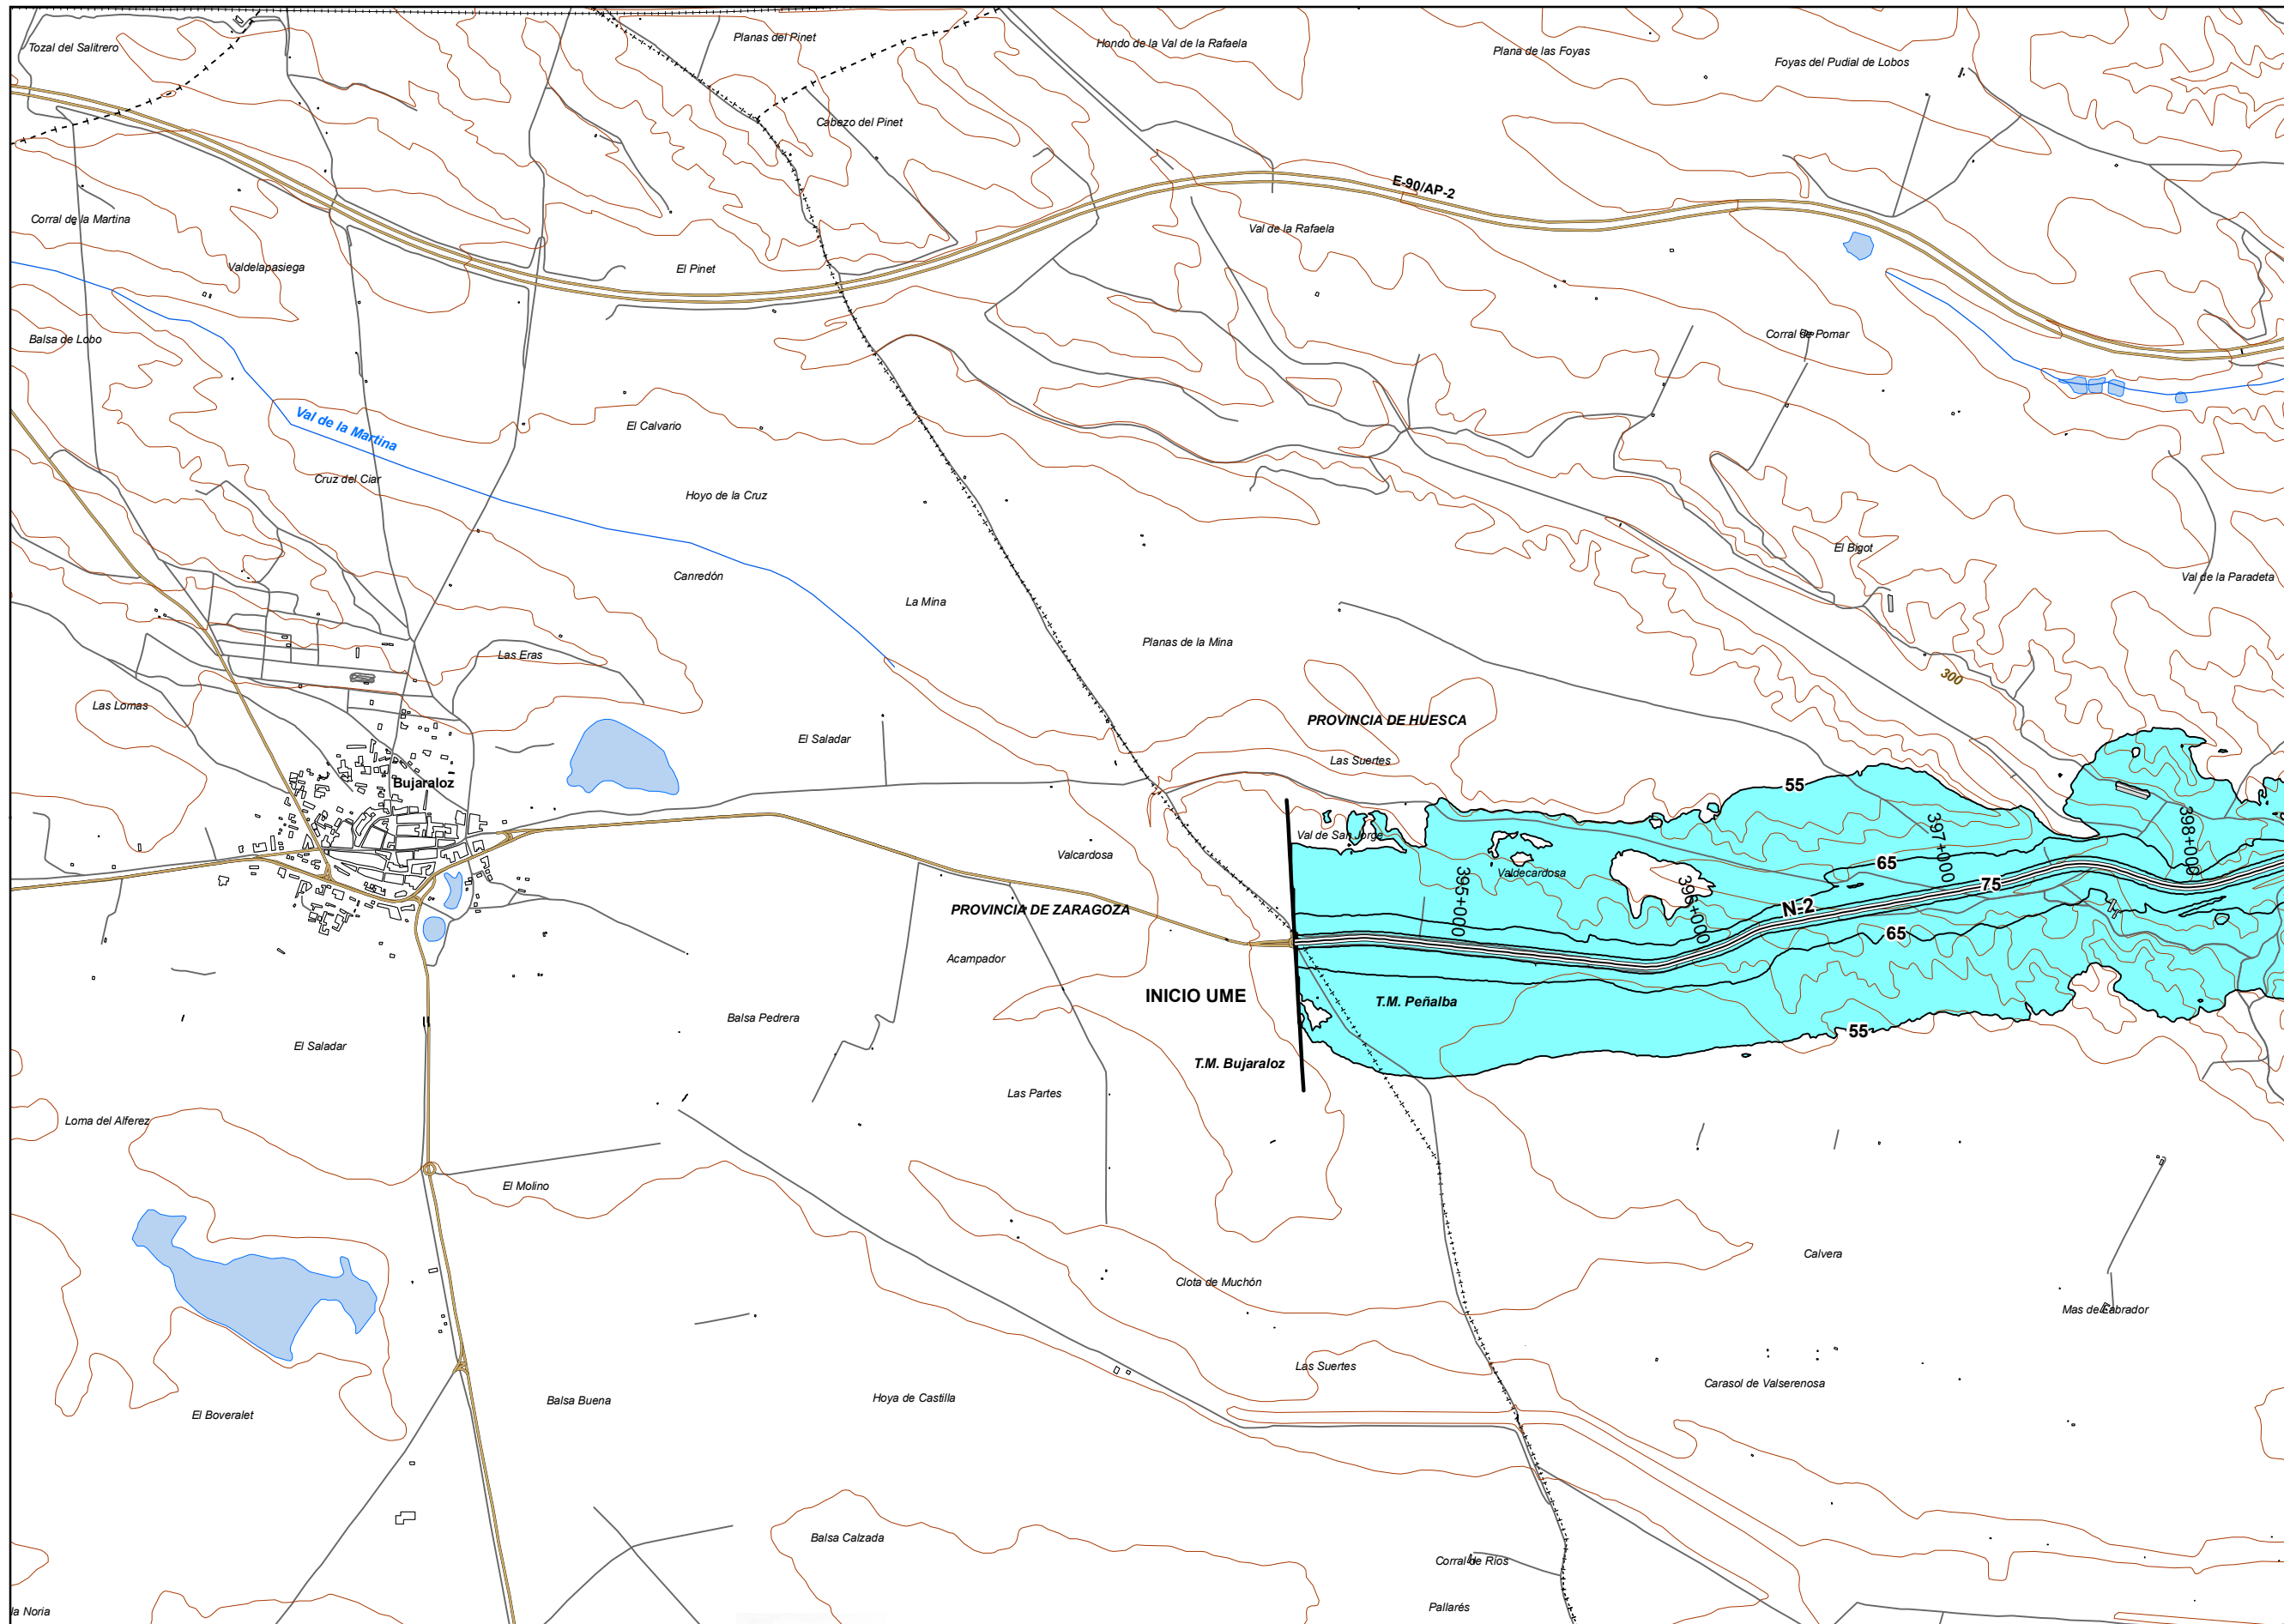 Tozal del Salitrero
Planas del Pinet
Hondo de la Val de la Rafaela
Plana de las Foyas
Foyas del Pudial de Lobos
Cabezo del Pinet
E-90/AP-2
Corral de la Martina
Val de la Rafaela
Valdelapasiega
El Pinet
Balsa de Lobo
Corral de Pomar
Val de la Martina
El Calvario
Cruz del Ciar
Hoyo de la Cruz
El Bigot
Canredón
Val de la Paradeta
La Mina
Planas de la Mina
Las Eras
300
Las Lomas
PROVINCIA DE HUESCA
El Saladar
Las Suertes
Bujaraloz
55
Val de San Jorge
397+000
398+000
Valcardosa
65
Valdecardosa
75
395+000
396+000
N-2
PROVINCIA DE ZARAGOZA
65
Acampador
INICIO UME
T.M. Peñalba
Balsa Pedrera
55
El Saladar
T.M. Bujaraloz
Las Partes
Loma del Alferez
El Molino
Calvera
Clota de Muchón
Mas de Labrador
Las Suertes
Carasol de Valserenosa
Balsa Buena
Hoya de Castilla
El Boveralet
Balsa Calzada
Corral de Rios
Pallarés
la Noria